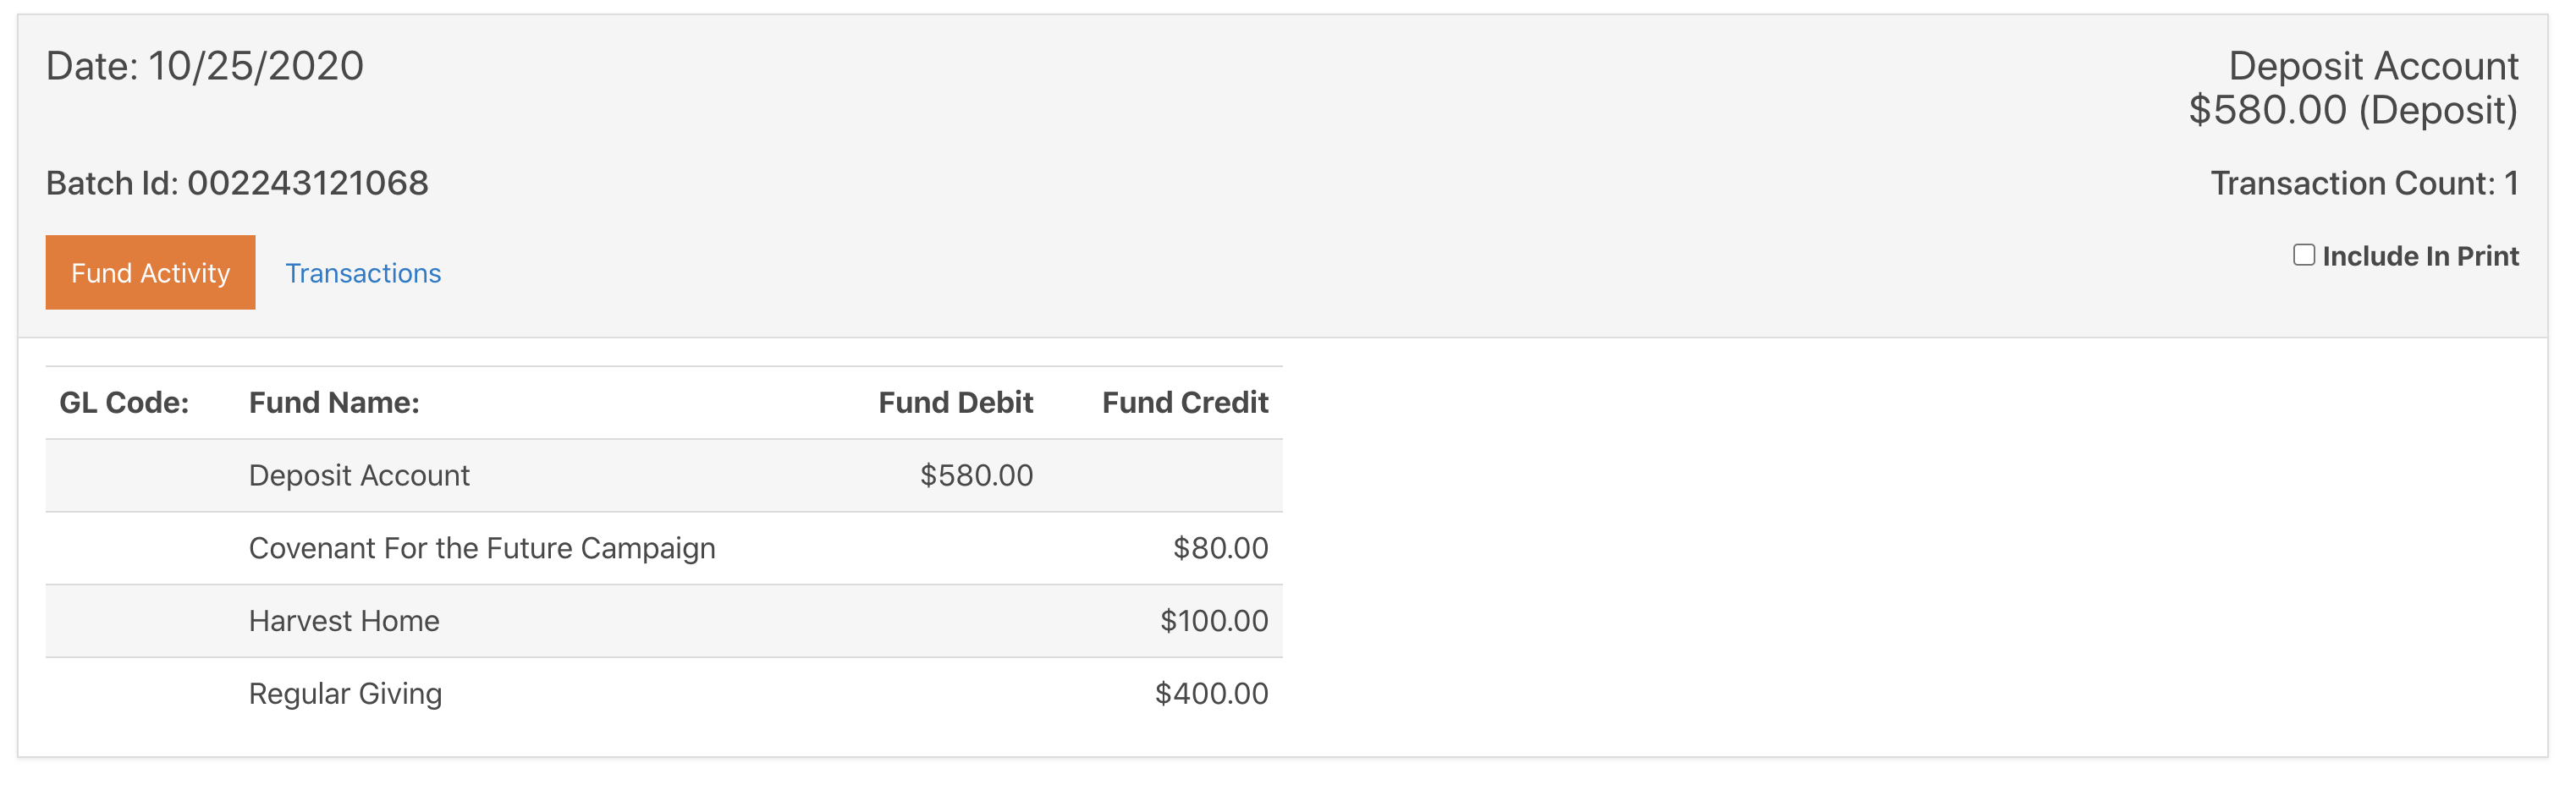 Date: 10/25/2020
Deposit Account
$580.00 (Deposit)
Batch Id: 002243121068
Transaction Count: 1
Fund Activity
Transactions
Include In Print
GL Code: Fund Name: Fund Debit Fund Credit
Deposit Account $580.00
Covenant For the Future Campaign $80.00
Harvest Home $100.00
Regular Giving $400.00